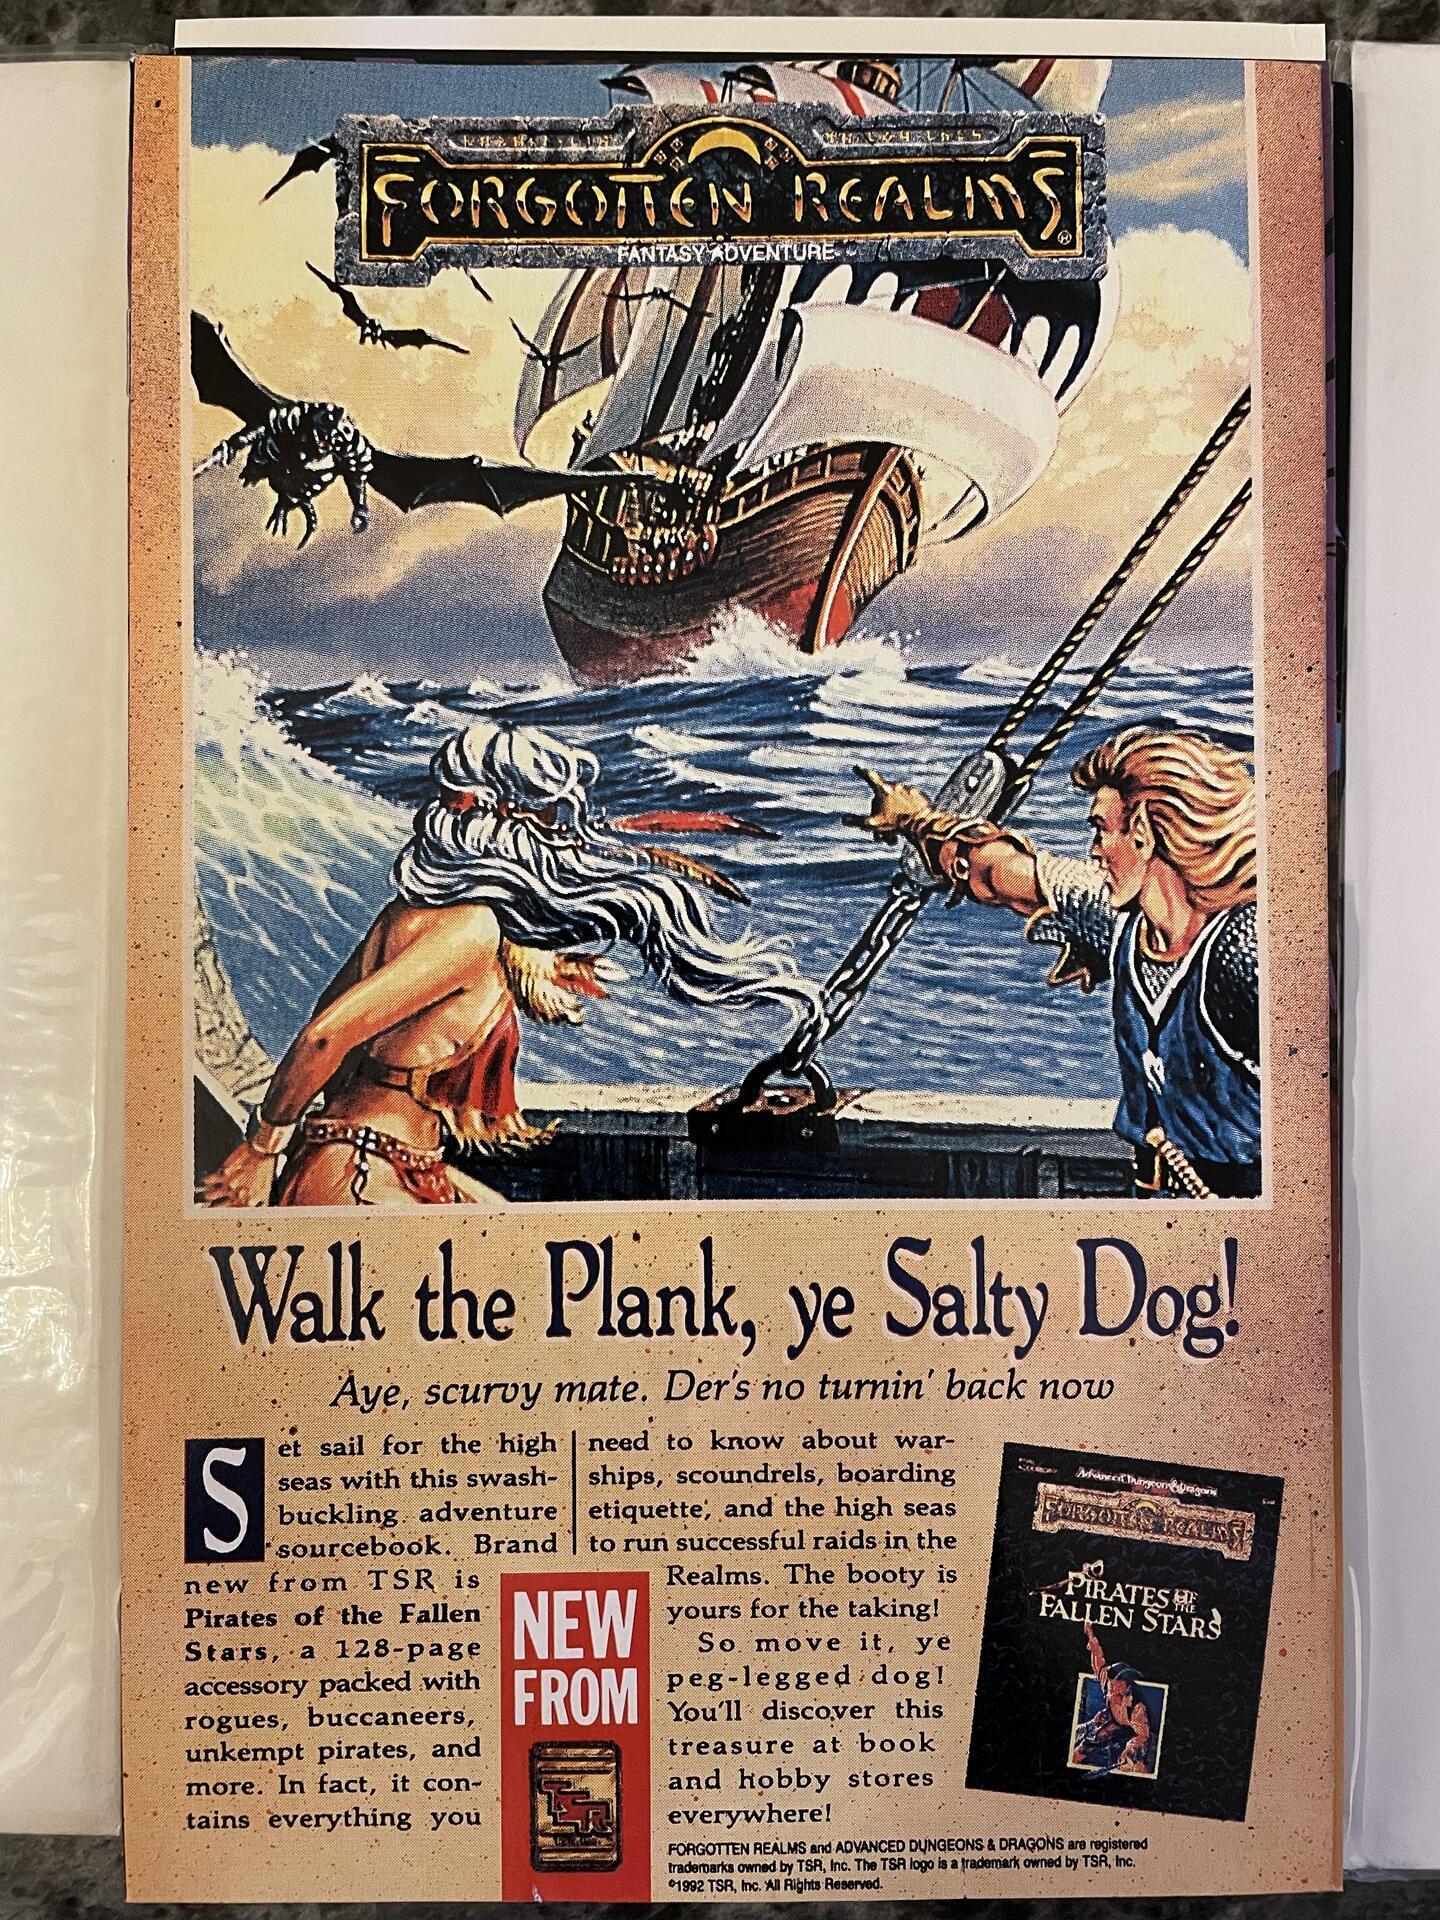 FORGOTTEN REALMS®
FANTASY ADVENTURE
Walk the Plank, ye Salty Dog!
Aye, scurvy mate. Der's no turnin' back now
Set sail for the high
seas with this swash-
buckling adventure
sourcebook. Brand
new from TSR is
Pirates of the Fallen
Stars, a 128-page
accessory packed with
rogues, buccaneers,
unkempt pirates, and
more. In fact, it con-
tains everything you
need to know about war-
ships, scoundrels, boarding
etiquette, and the high seas
to run successful raids in the
Realms. The booty is
yours for the taking!
So move it, ye
peg-legged dog!
You'll discover this
treasure at book
and hobby stores
everywhere!
NEW
FROM
TSR
Advanced Dungeons & Dragons
FORGOTTEN REALMS
PIRATES OF THE
FALLEN STARS
FORGOTTEN REALMS and ADVANCED DUNGEONS & DRAGONS are registered
trademarks owned by TSR, Inc. The TSR logo is a trademark owned by TSR, Inc.
©1992 TSR, Inc. All Rights Reserved.